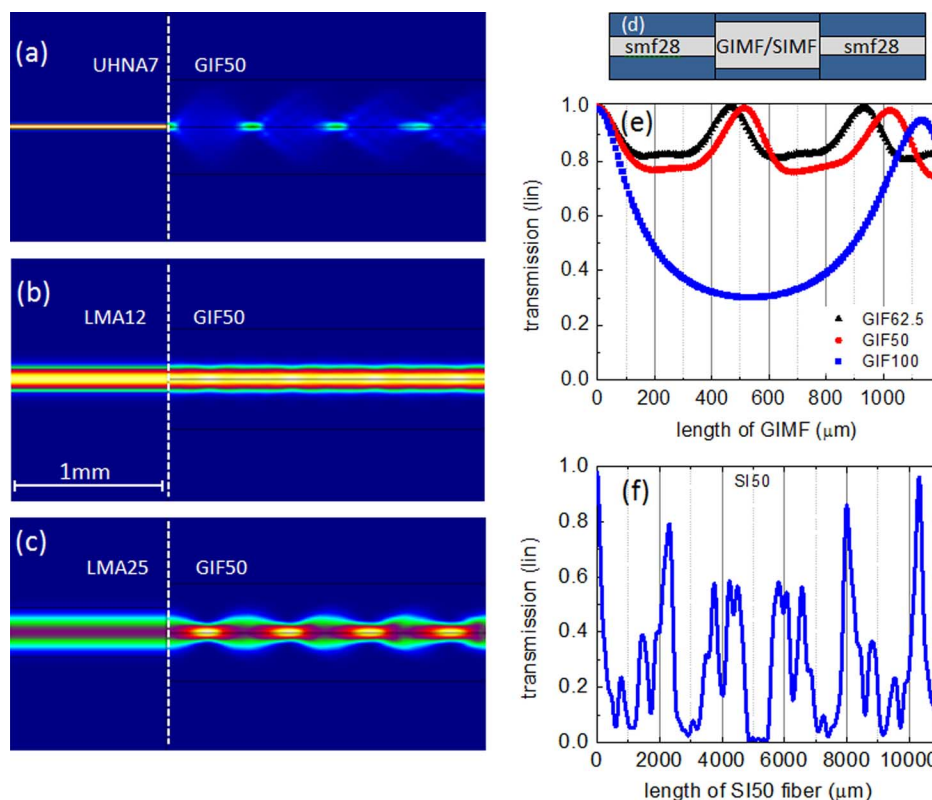 (a)
UHNA7 GIF50
(b)
LMA12 GIF50
1mm
(c)
LMA25 GIF50
(d)
smf28 GIMF/SIMF smf28
(e)
1.0
0.8
0.6
0.4
0.2
0.0
transmission (lin)
GIF62.5
GIF50
GIF100
0 200 400 600 800 1000
length of GIMF (μm)
(f)
SI50
1.0
0.8
0.6
0.4
0.2
0.0
transmission (lin)
0 2000 4000 6000 8000 10000
length of SI50 fiber (μm)